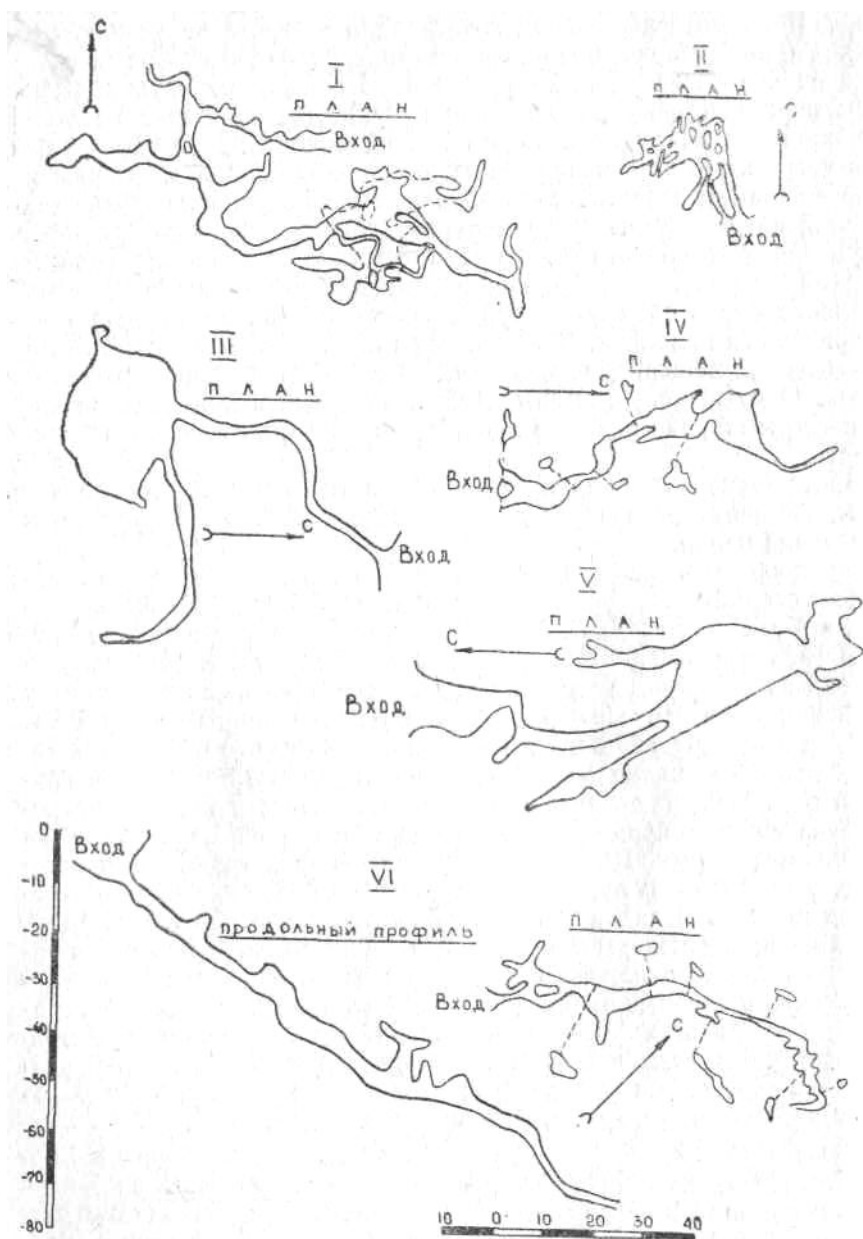 С
I
ПЛАН
Вход
II
ПЛАН
С
Вход
III
ПЛАН
С
Вход
IV
ПЛАН
С
Вход
V
ПЛАН
С
Вход
VI
0
-10
-20
-30
-40
-50
-60
-70
-80
Вход
ПРОДОЛЬНЫЙ ПРОФИЛЬ
ПЛАН
Вход
С
10 0 10 20 30 40